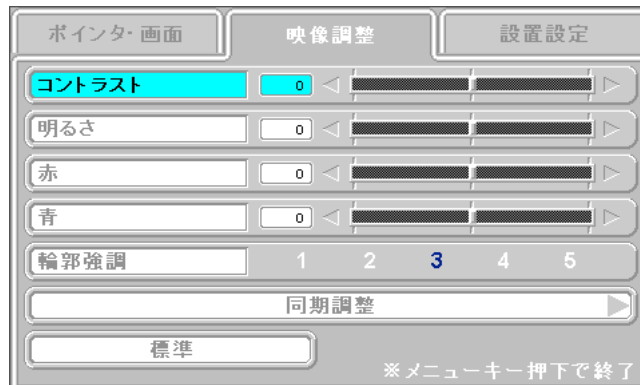 ポインタ・画面 映像調整 設置設定
コントラスト 0
明るさ 0
赤 0
青 0
輪郭強調 1 2 3 4 5
同期調整
標準
※メニューキー押下で終了